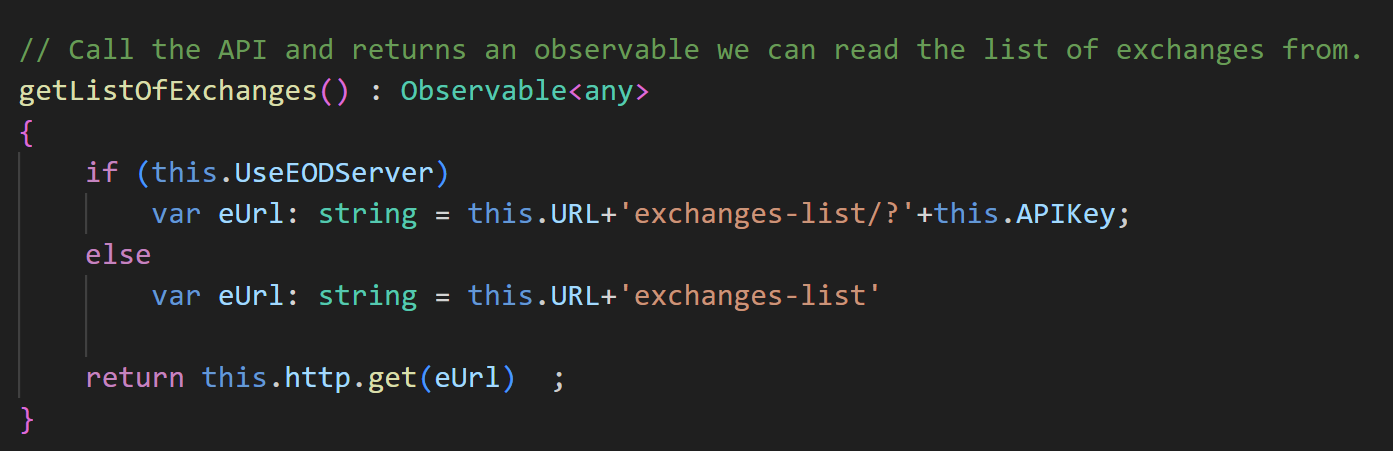 // Call the API and returns an observable we can read the list of exchanges from.
getListOfExchanges() : Observable<any>
{
    if (this.UseEODServer)
        var eUrl: string = this.URL+'exchanges-list/?'+this.APIKey;
    else
        var eUrl: string = this.URL+'exchanges-list'
    return this.http.get(eUrl)  ;
}